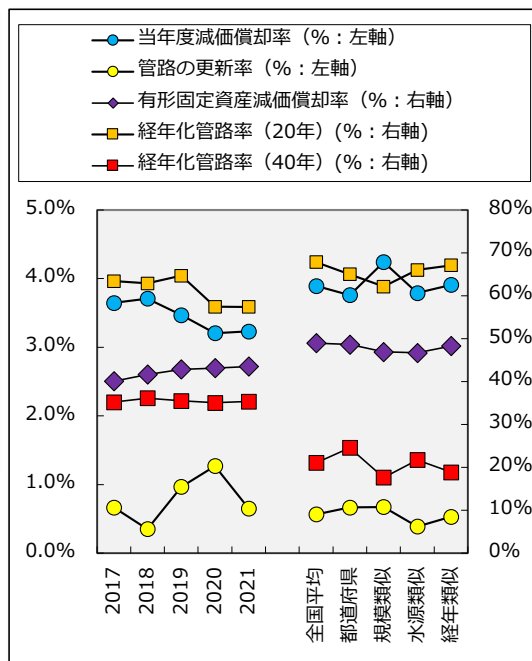 当年度減価償却率（%：左軸）
管路の更新率（%：左軸）
有形固定資産減価償却率（%：右軸）
経年化管路率（20年）(%：右軸)
経年化管路率（40年）(%：右軸)
5.0%
4.0%
3.0%
2.0%
1.0%
0.0%
80%
70%
60%
50%
40%
30%
20%
10%
0%
2017
2018
2019
2020
2021
全国平均
都道府県
規模類似
水源類似
経年類似